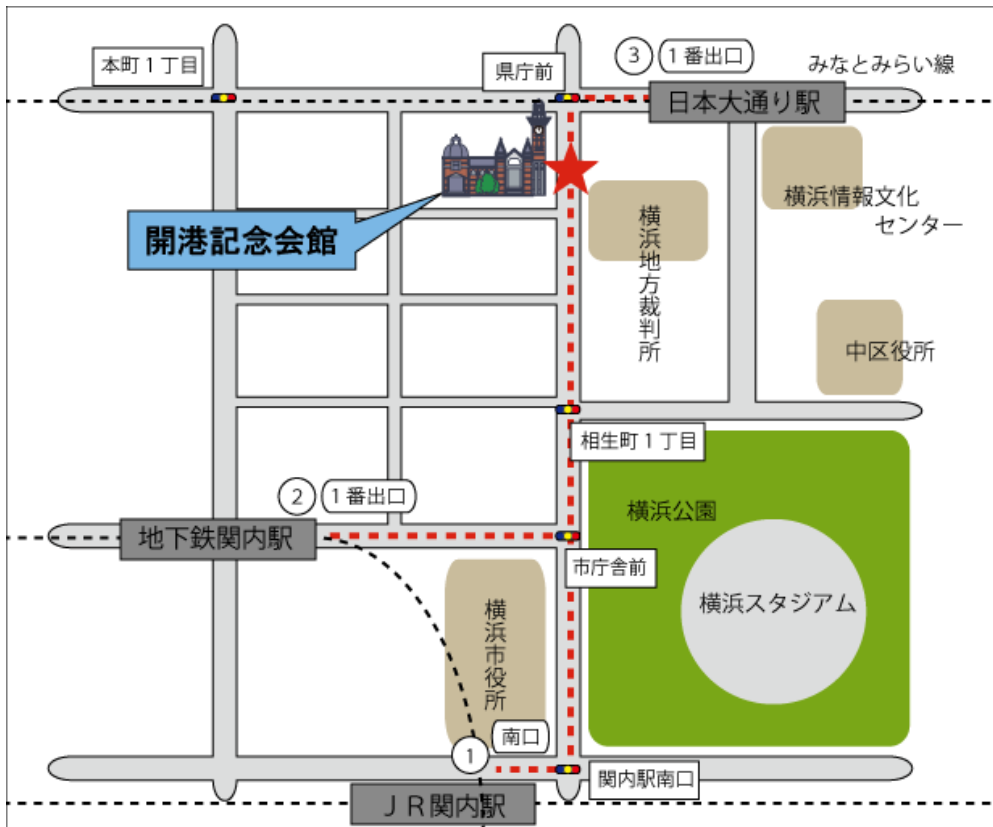 本町1丁目
県庁前
③ 1番出口
みなとみらい線
日本大通り駅
開港記念会館
横浜地方裁判所
横浜情報文化
センター
中区役所
相生町1丁目
② 1番出口
地下鉄関内駅
市庁舎前
横浜公園
横浜スタジアム
横浜市役所
南口
①
関内駅南口
JR関内駅